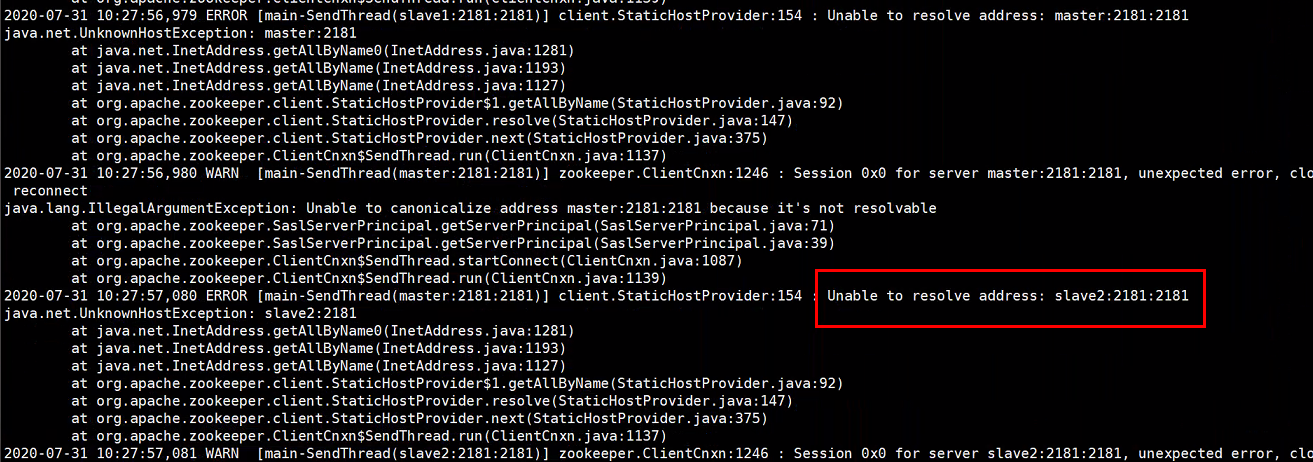 2020-07-31 10:27:56,979 ERROR [main-SendThread(slave1:2181:2181)] client.StaticHostProvider:154 : Unable to resolve address: master:2181:2181
java.net.UnknownHostException: master:2181
at java.net.InetAddress.getAllByName0(InetAddress.java:1281)
at java.net.InetAddress.getAllByName(InetAddress.java:1193)
at java.net.InetAddress.getAllByName(InetAddress.java:1127)
at org.apache.zookeeper.client.StaticHostProvider$1.getAllByName(StaticHostProvider.java:92)
at org.apache.zookeeper.client.StaticHostProvider.resolve(StaticHostProvider.java:147)
at org.apache.zookeeper.client.StaticHostProvider.next(StaticHostProvider.java:375)
at org.apache.zookeeper.ClientCnxn$SendThread.run(ClientCnxn.java:1137)
2020-07-31 10:27:56,980 WARN [main-SendThread(master:2181:2181)] zookeeper.ClientCnxn:1246 : Session 0x0 for server master:2181:2181, unexpected error, clo
reconnect
java.lang.IllegalArgumentException: Unable to canonicalize address master:2181:2181 because it's not resolvable
at org.apache.zookeeper.SaslServerPrincipal.getServerPrincipal(SaslServerPrincipal.java:71)
at org.apache.zookeeper.SaslServerPrincipal.getServerPrincipal(SaslServerPrincipal.java:39)
at org.apache.zookeeper.ClientCnxn$SendThread.startConnect(ClientCnxn.java:1087)
at org.apache.zookeeper.ClientCnxn$SendThread.run(ClientCnxn.java:1139)
2020-07-31 10:27:57,080 ERROR [main-SendThread(master:2181:2181)] client.StaticHostProvider:154 : Unable to resolve address: slave2:2181:2181
java.net.UnknownHostException: slave2:2181
at java.net.InetAddress.getAllByName0(InetAddress.java:1281)
at java.net.InetAddress.getAllByName(InetAddress.java:1193)
at java.net.InetAddress.getAllByName(InetAddress.java:1127)
at org.apache.zookeeper.client.StaticHostProvider$1.getAllByName(StaticHostProvider.java:92)
at org.apache.zookeeper.client.StaticHostProvider.resolve(StaticHostProvider.java:147)
at org.apache.zookeeper.client.StaticHostProvider.next(StaticHostProvider.java:375)
at org.apache.zookeeper.ClientCnxn$SendThread.run(ClientCnxn.java:1137)
2020-07-31 10:27:57,081 WARN [main-SendThread(slave2:2181:2181)] zookeeper.ClientCnxn:1246 : Session 0x0 for server slave2:2181:2181, unexpected error, clo